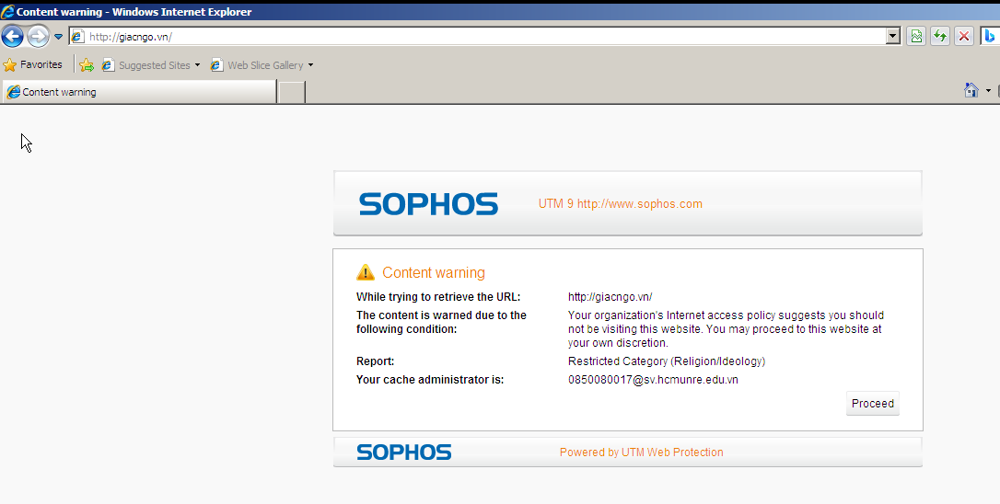 Content warning - Windows Internet Explorer
http://giacngo.vn/
Favorites Suggested Sites Web Slice Gallery
Content warning
SOPHOS UTM 9 http://www.sophos.com
Content warning
While trying to retrieve the URL: http://giacngo.vn/
The content is warned due to the following condition: Your organization's Internet access policy suggests you should
not be visiting this website. You may proceed to this website at
your own discretion.
Report: Restricted Category (Religion/Ideology)
Your cache administrator is: 0850080017@sv.hcmunre.edu.vn
Proceed
SOPHOS Powered by UTM Web Protection